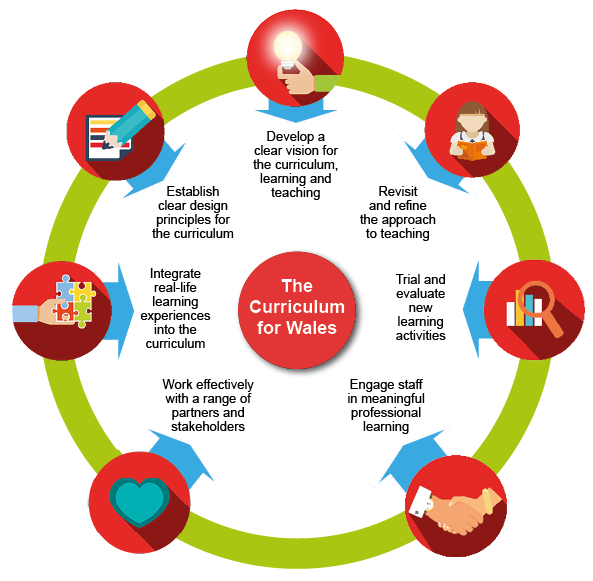 Develop a
clear vision for
the curriculum,
learning and
teaching
Revisit
and refine
the approach
to teaching
Trial and
evaluate
new
learning
activities
Engage staff
in meaningful
professional
learning
Work effectively
with a range of
partners and
stakeholders
Integrate
real-life
learning
experiences
into the
curriculum
Establish
clear design
principles for
the curriculum
The
Curriculum
for Wales